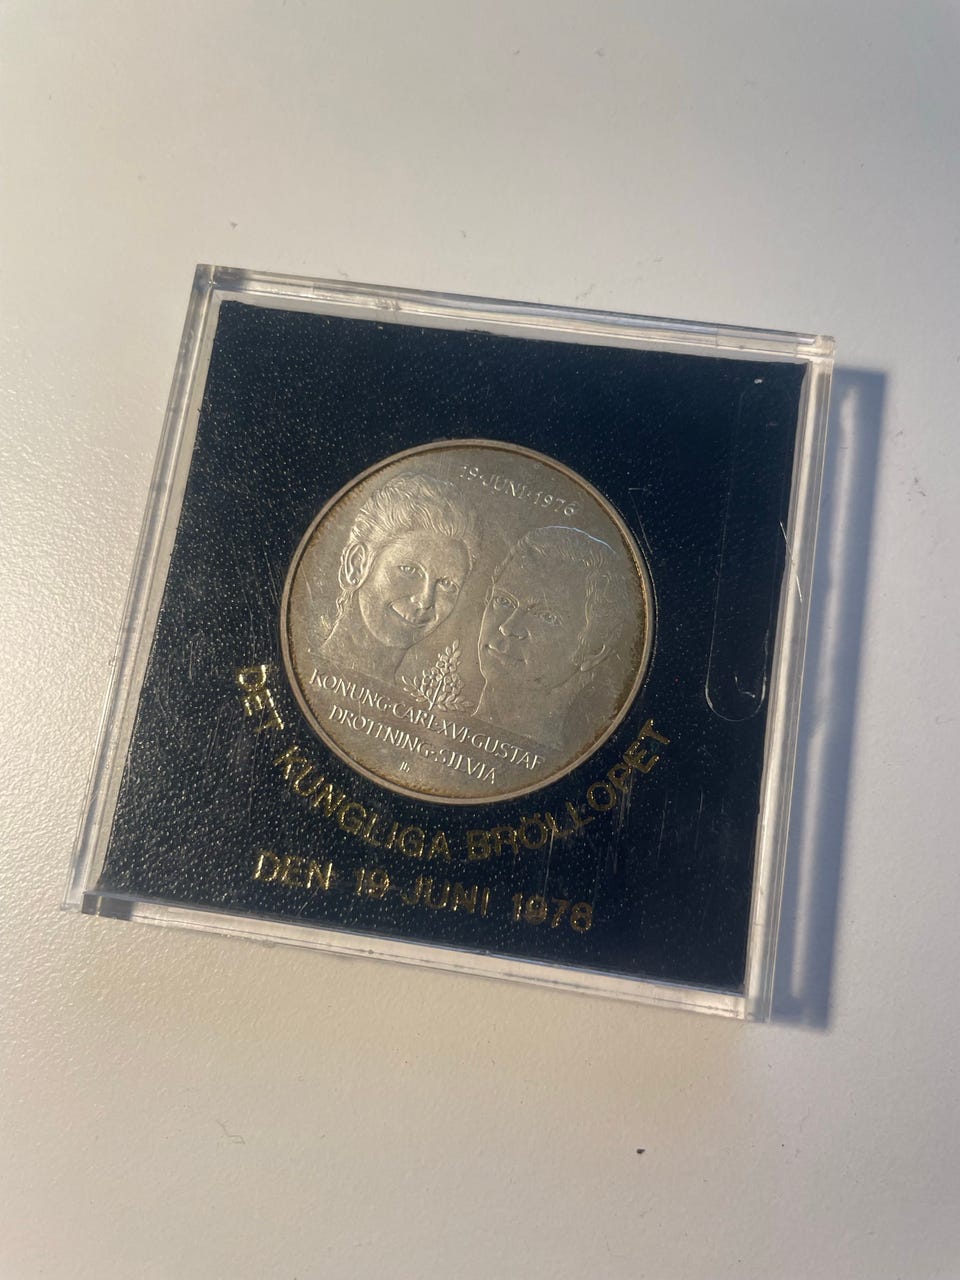 19·JUNI·1976
KONUNG·CARL·XVI·GUSTAF
DROTTNING·SILVIA
DET KUNGLIGA BRÖLLOPET
DEN 19 JUNI 1976